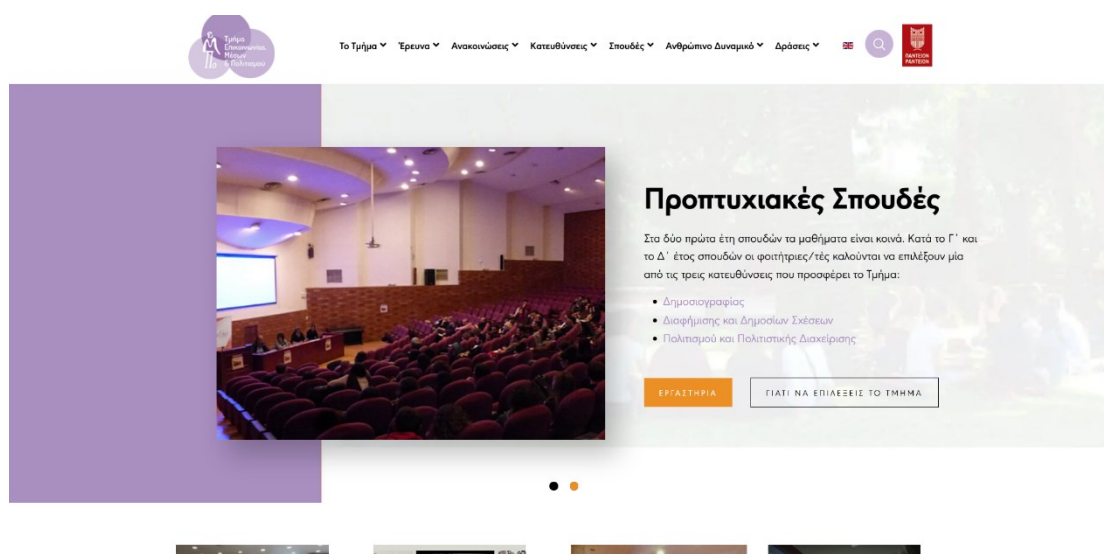 Τμήμα
Επικοινωνίας,
Μέσων
& Πολιτισμού
Το Τμήμα
Έρευνα
Ανακοινώσεις
Κατευθύνσεις
Σπουδές
Ανθρώπινο Δυναμικό
Δράσεις
ΠΑΝΤΕΙΟΝ
PANTEION
Προπτυχιακές Σπουδές
Στα δύο πρώτα έτη σπουδών τα μαθήματα είναι κοινά. Κατά το Γ΄ και
το Δ΄ έτος σπουδών οι φοιτήτριες/τές καλούνται να επιλέξουν μία
από τις τρεις κατευθύνσεις που προσφέρει το Τμήμα:
Δημοσιογραφίας
Διαφήμισης και Δημοσίων Σχέσεων
Πολιτισμού και Πολιτιστικής Διαχείρισης
ΕΡΓΑΣΤΗΡΙΑ
ΓΙΑΤΙ ΝΑ ΕΠΙΛΕΞΕΙΣ ΤΟ ΤΜΗΜΑ